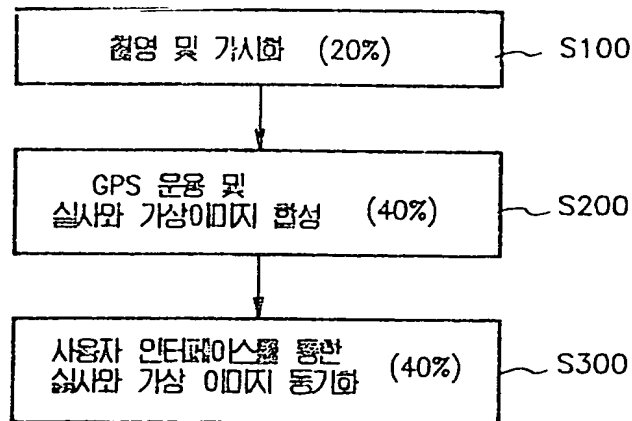 촬영 및 가시화 (20%)
S100
GPS 운용 및
실사와 가상이미지 합성 (40%)
S200
사용자 인터페이스를 통한
실사와 가상 이미지 동기화 (40%)
S300